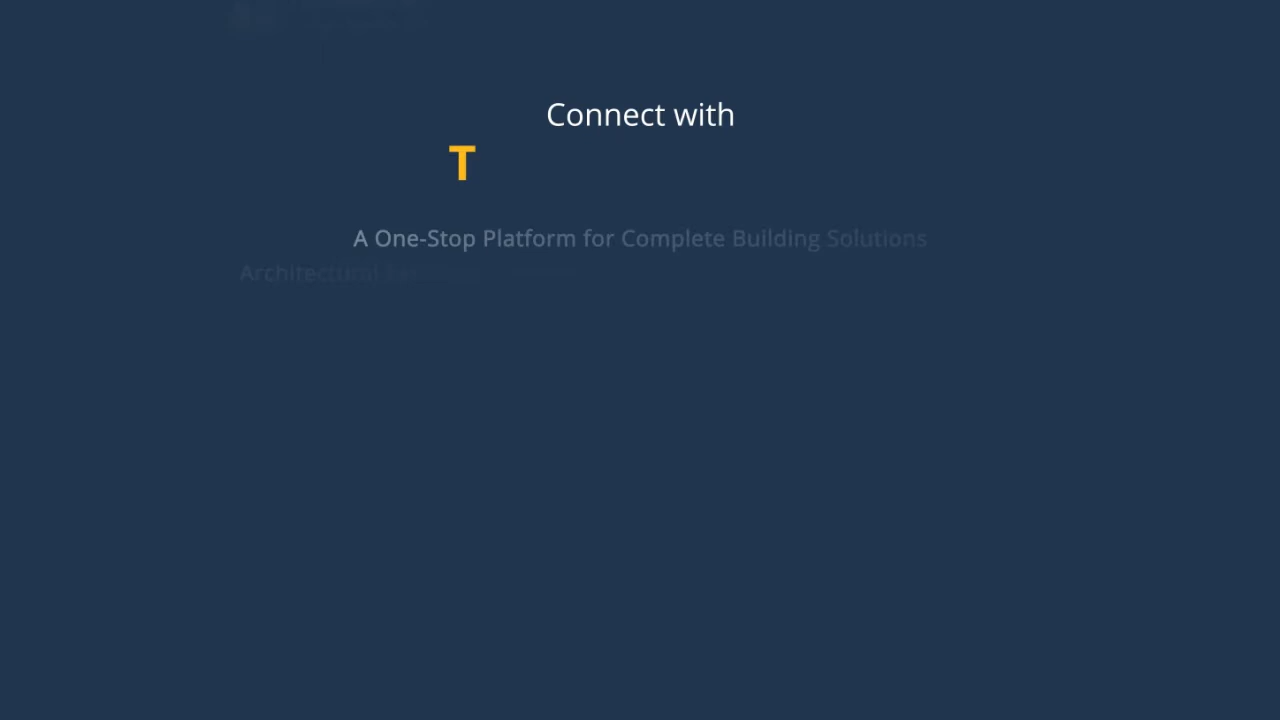 Connect with
T
A One-Stop Platform for Complete Building Solutions
Architectural